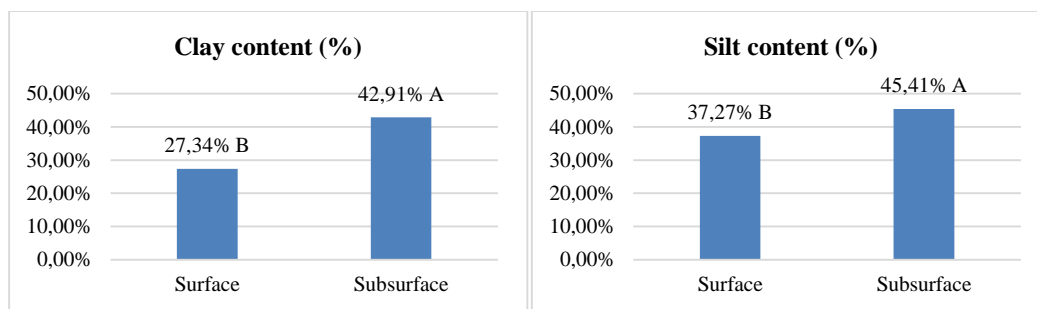 Clay content (%)
50,00%
40,00%
30,00%
20,00%
10,00%
0,00%
27,34% B
42,91% A
Surface
Subsurface
Silt content (%)
50,00%
40,00%
30,00%
20,00%
10,00%
0,00%
37,27% B
45,41% A
Surface
Subsurface